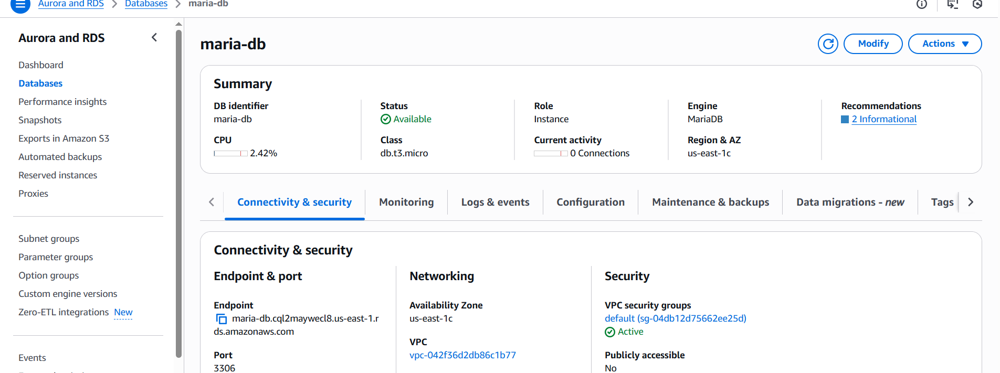 Aurora and RDS > Databases > maria-db
Aurora and RDS
Dashboard
Databases
Performance insights
Snapshots
Exports in Amazon S3
Automated backups
Reserved instances
Proxies
Subnet groups
Parameter groups
Option groups
Custom engine versions
Zero-ETL integrations New
Events
maria-db
Modify
Actions
Summary
DB identifier
maria-db
CPU
2.42%
Status
Available
Class
db.t3.micro
Role
Instance
Current activity
0 Connections
Engine
MariaDB
Region & AZ
us-east-1c
Recommendations
2 Informational
Connectivity & security
Monitoring
Logs & events
Configuration
Maintenance & backups
Data migrations - new
Tags
Connectivity & security
Endpoint & port
Endpoint
maria-db.cql2maywecl8.us-east-1.r
ds.amazonaws.com
Port
3306
Networking
Availability Zone
us-east-1c
VPC
vpc-042f36d2db86c1b77
Security
VPC security groups
default (sg-04db12d75662ee25d)
Active
Publicly accessible
No